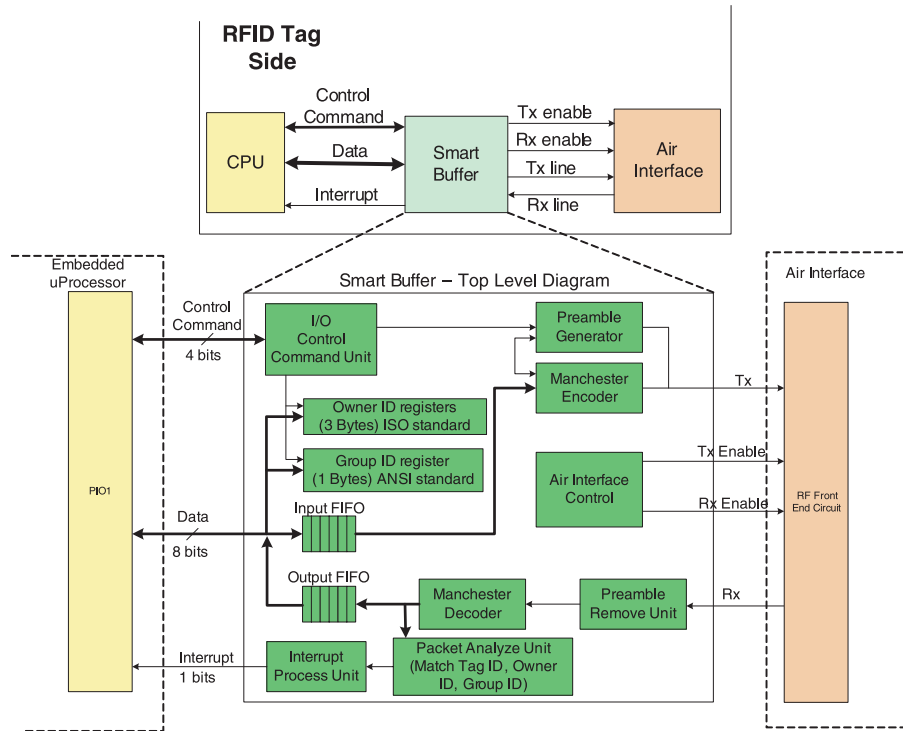 RFID Tag
Side
Control
Command
Data
Interrupt
CPU
Smart
Buffer
Tx enable
Rx enable
Tx line
Rx line
Air
Interface
Embedded
uProcessor
Smart Buffer – Top Level Diagram
Air Interface
Control
Command
4 bits
I/O
Control
Command Unit
Preamble
Generator
Manchester
Encoder
Tx
Owner ID registers
(3 Bytes) ISO standard
Group ID register
(1 Bytes) ANSI standard
Air Interface
Control
Tx Enable
Rx Enable
PIO1
RF Front
End Circuit
Data
8 bits
Input FIFO
Output FIFO
Manchester
Decoder
Preamble
Remove Unit
Rx
Interrupt
1 bits
Interrupt
Process Unit
Packet Analyze Unit
(Match Tag ID, Owner
ID, Group ID)